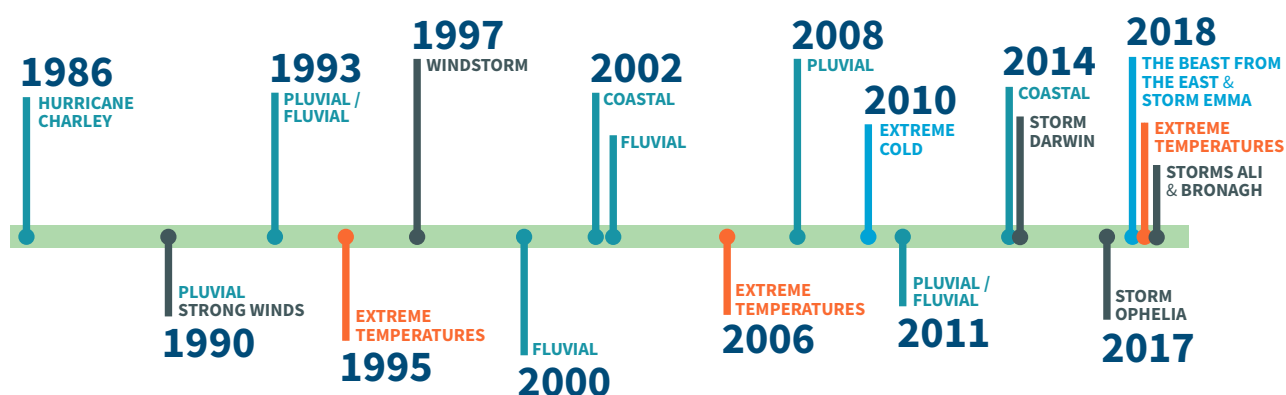 1986
HURRICANE
CHARLEY
PLUVIAL
STRONG WINDS
1990
1993
PLUVIAL /
FLUVIAL
EXTREME
TEMPERATURES
1995
1997
WINDSTORM
FLUVIAL
2000
2002
COASTAL
FLUVIAL
EXTREME
TEMPERATURES
2006
2008
PLUVIAL
2010
EXTREME
COLD
PLUVIAL /
FLUVIAL
2011
2014
COASTAL
STORM
DARWIN
STORM
OPHELIA
2017
2018
THE BEAST FROM
THE EAST &
STORM EMMA
EXTREME
TEMPERATURES
STORMS ALI
& BRONAGH